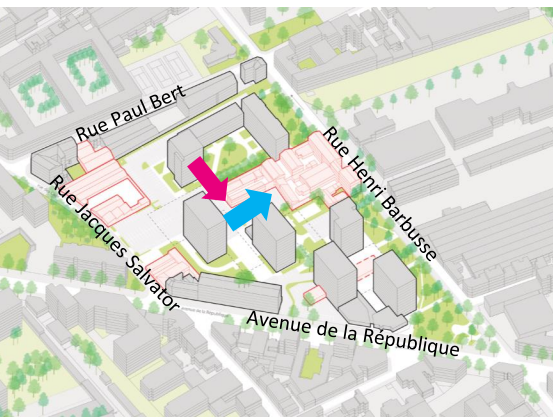 Rue Paul Bert
Rue Henri Barbusse
Rue Jacques Salvator
Avenue de la République